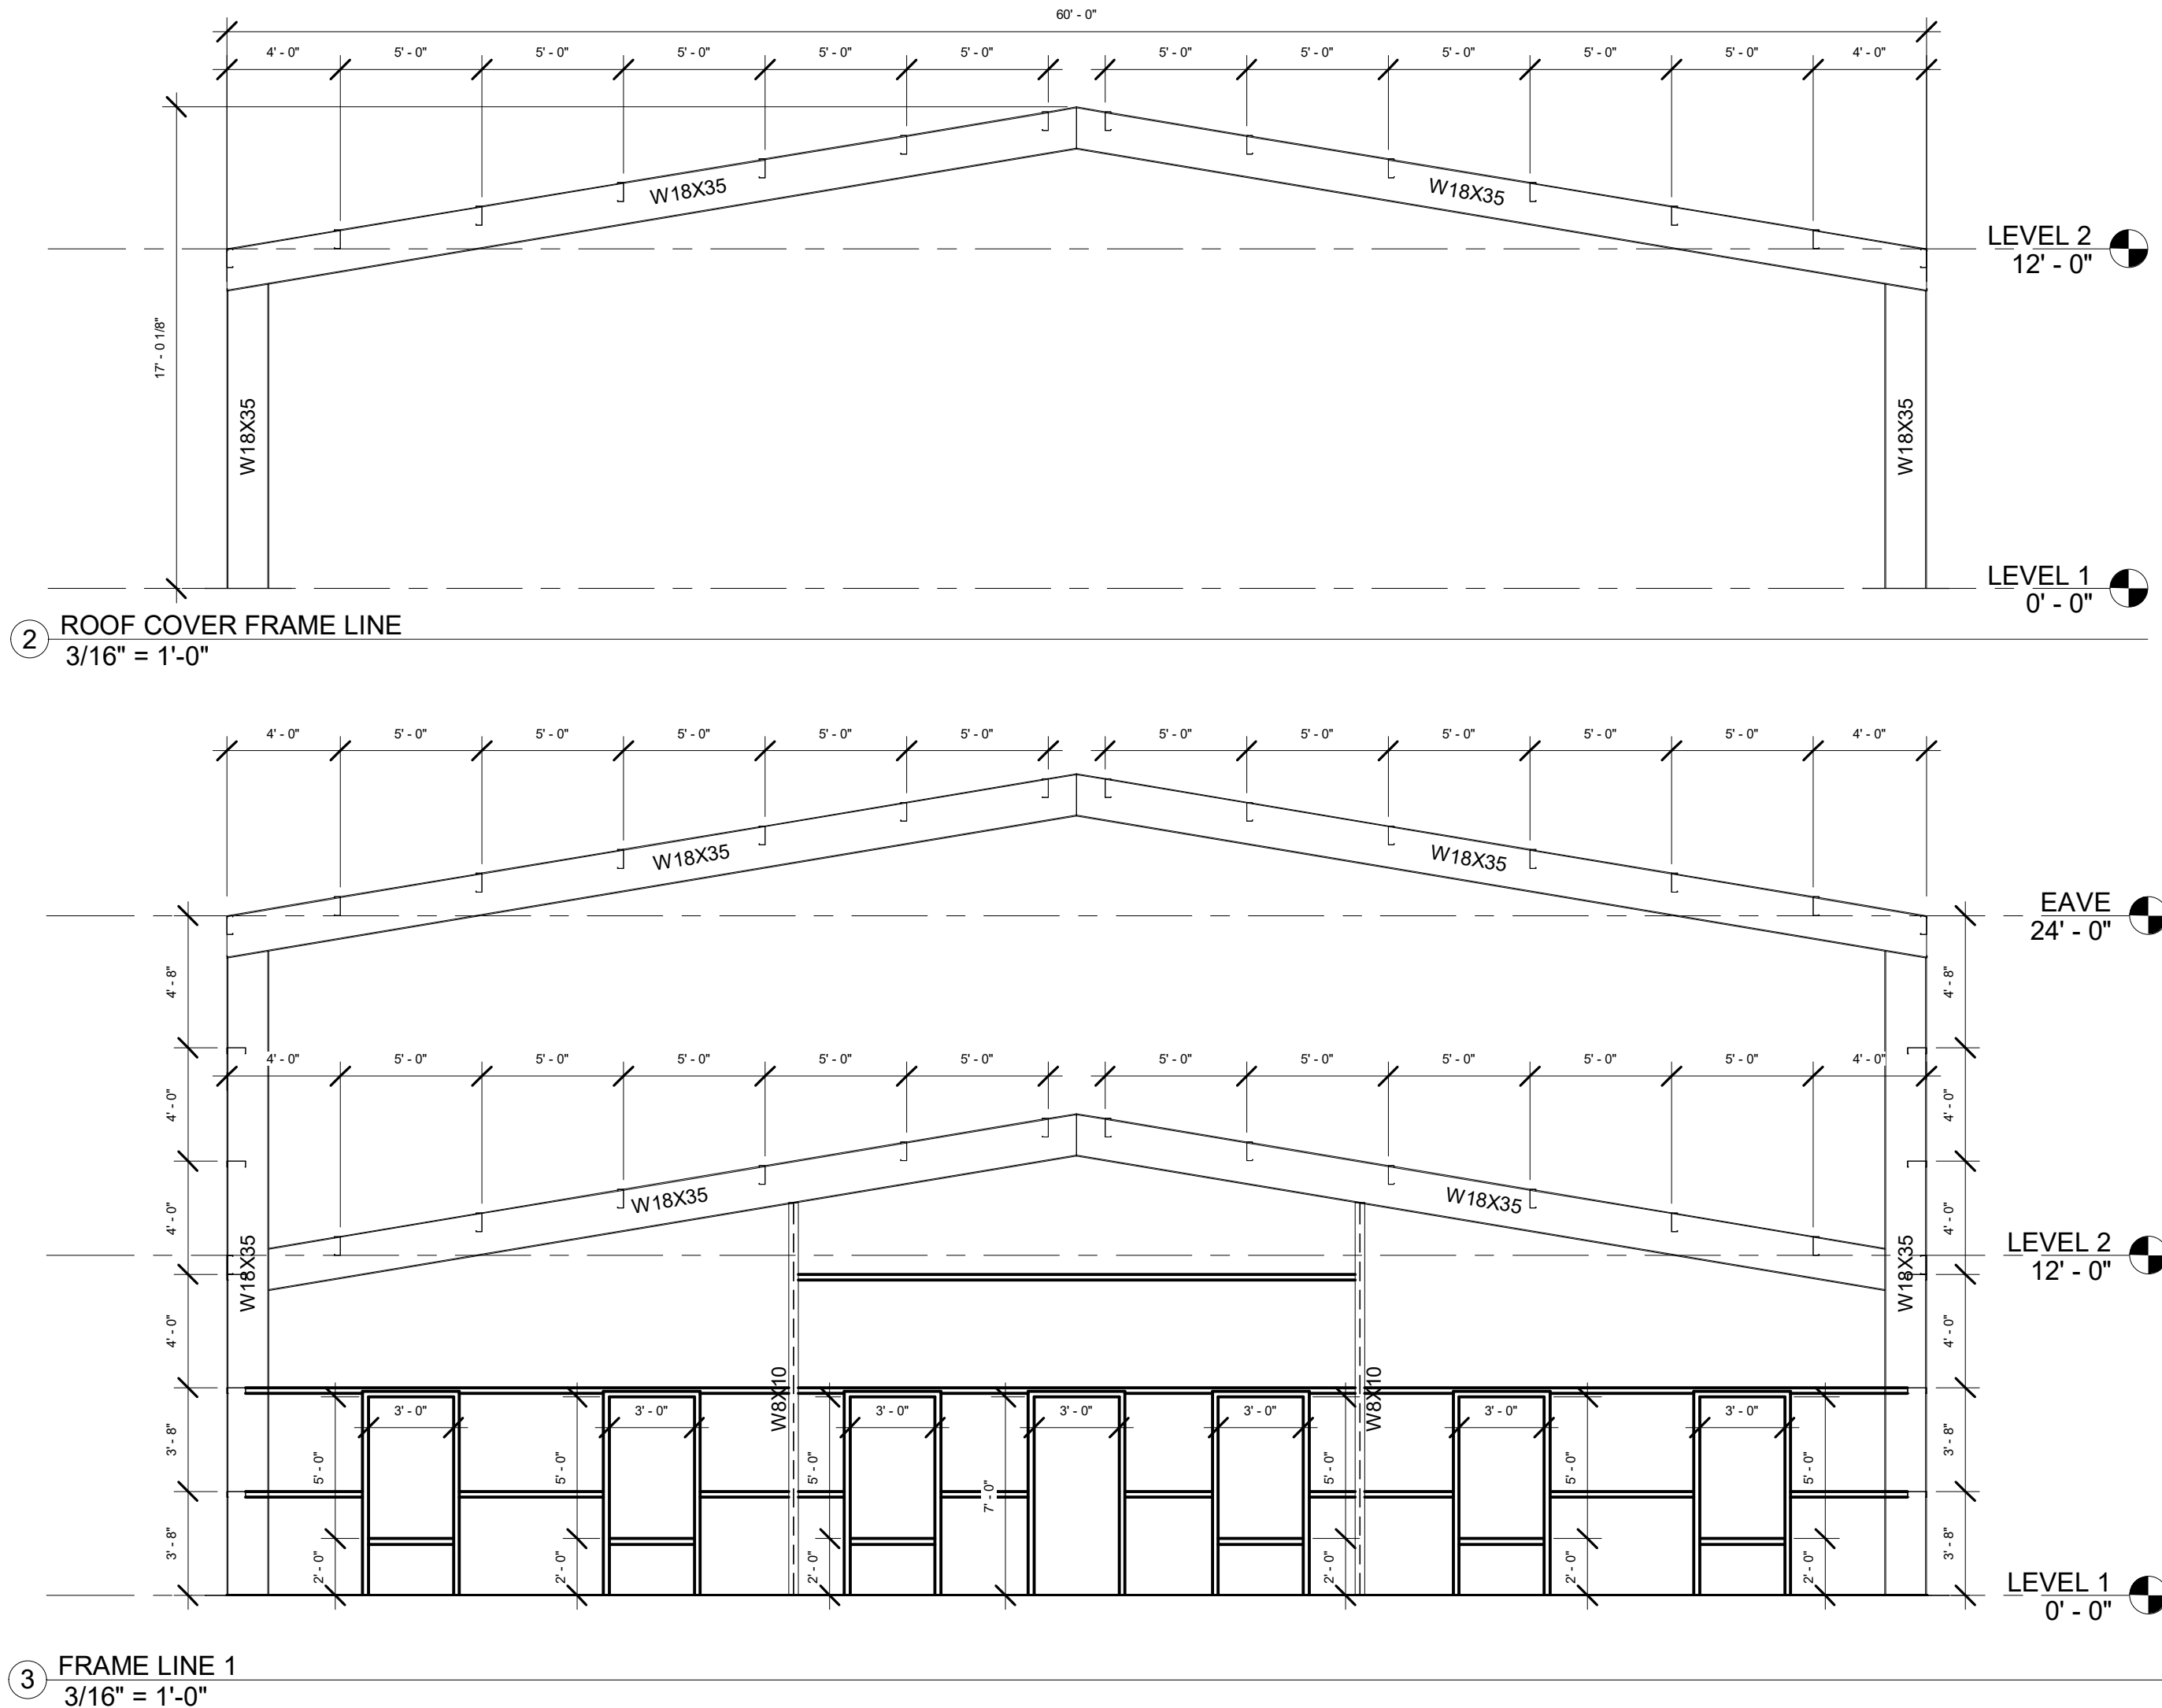 60' - 0"
4' - 0" 5' - 0" 5' - 0" 5' - 0" 5' - 0" 5' - 0" 5' - 0" 5' - 0" 5' - 0" 5' - 0" 5' - 0" 4' - 0"
W18X35 W18X35
LEVEL 2
12' - 0"
17' - 0 1/8"
W18X35 W18X35
LEVEL 1
0' - 0"
2 ROOF COVER FRAME LINE
3/16" = 1'-0"
4' - 0" 5' - 0" 5' - 0" 5' - 0" 5' - 0" 5' - 0" 5' - 0" 5' - 0" 5' - 0" 5' - 0" 5' - 0" 4' - 0"
W18X35 W18X35
EAVE
24' - 0"
4' - 8" 4' - 8"
4' - 0" 5' - 0" 5' - 0" 5' - 0" 5' - 0" 5' - 0" 5' - 0" 5' - 0" 5' - 0" 5' - 0" 5' - 0" 4' - 0"
4' - 0" 4' - 0"
W18X35 W18X35
4' - 0" 4' - 0"
W18X35 W18X35
LEVEL 2
12' - 0"
4' - 0" 4' - 0"
W8X10 W8X10
3' - 0" 3' - 0" 3' - 0" 3' - 0" 3' - 0" 3' - 0" 3' - 0"
3' - 8" 3' - 8"
5' - 0" 5' - 0" 5' - 0" 5' - 0" 5' - 0" 5' - 0"
7' - 0"
3' - 8" 3' - 8"
2' - 0" 2' - 0" 2' - 0" 2' - 0" 2' - 0" 2' - 0"
LEVEL 1
0' - 0"
3 FRAME LINE 1
3/16" = 1'-0"